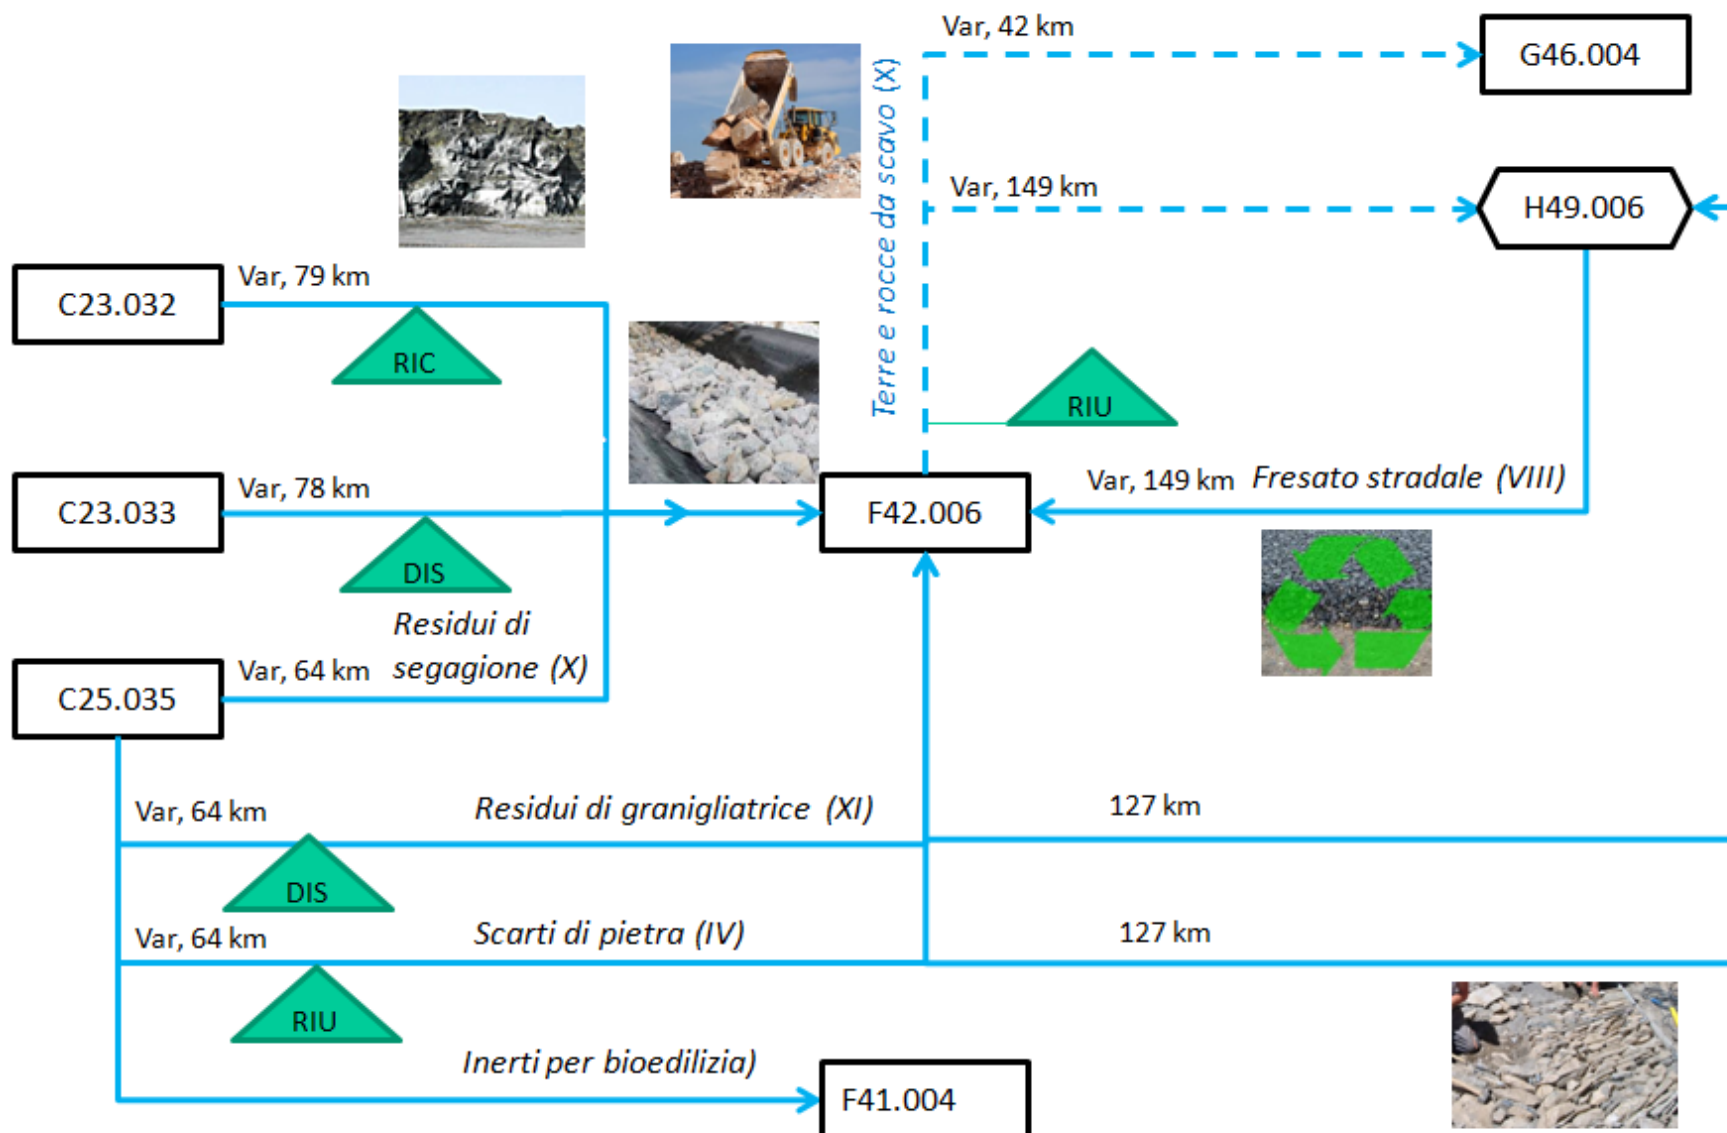 Var, 42 km
G46.004
Terre e rocce da scavo (X)
Var, 149 km
H49.006
Var, 79 km
C23.032
RIC
RIU
Var, 78 km
C23.033
DIS
F42.006
Var, 149 km
Fresato stradale (VIII)
Residui di
segagione (X)
Var, 64 km
C25.035
Var, 64 km
Residui di granigliatrice (XI)
127 km
DIS
Var, 64 km
Scarti di pietra (IV)
127 km
RIU
Inerti per bioedilizia)
F41.004